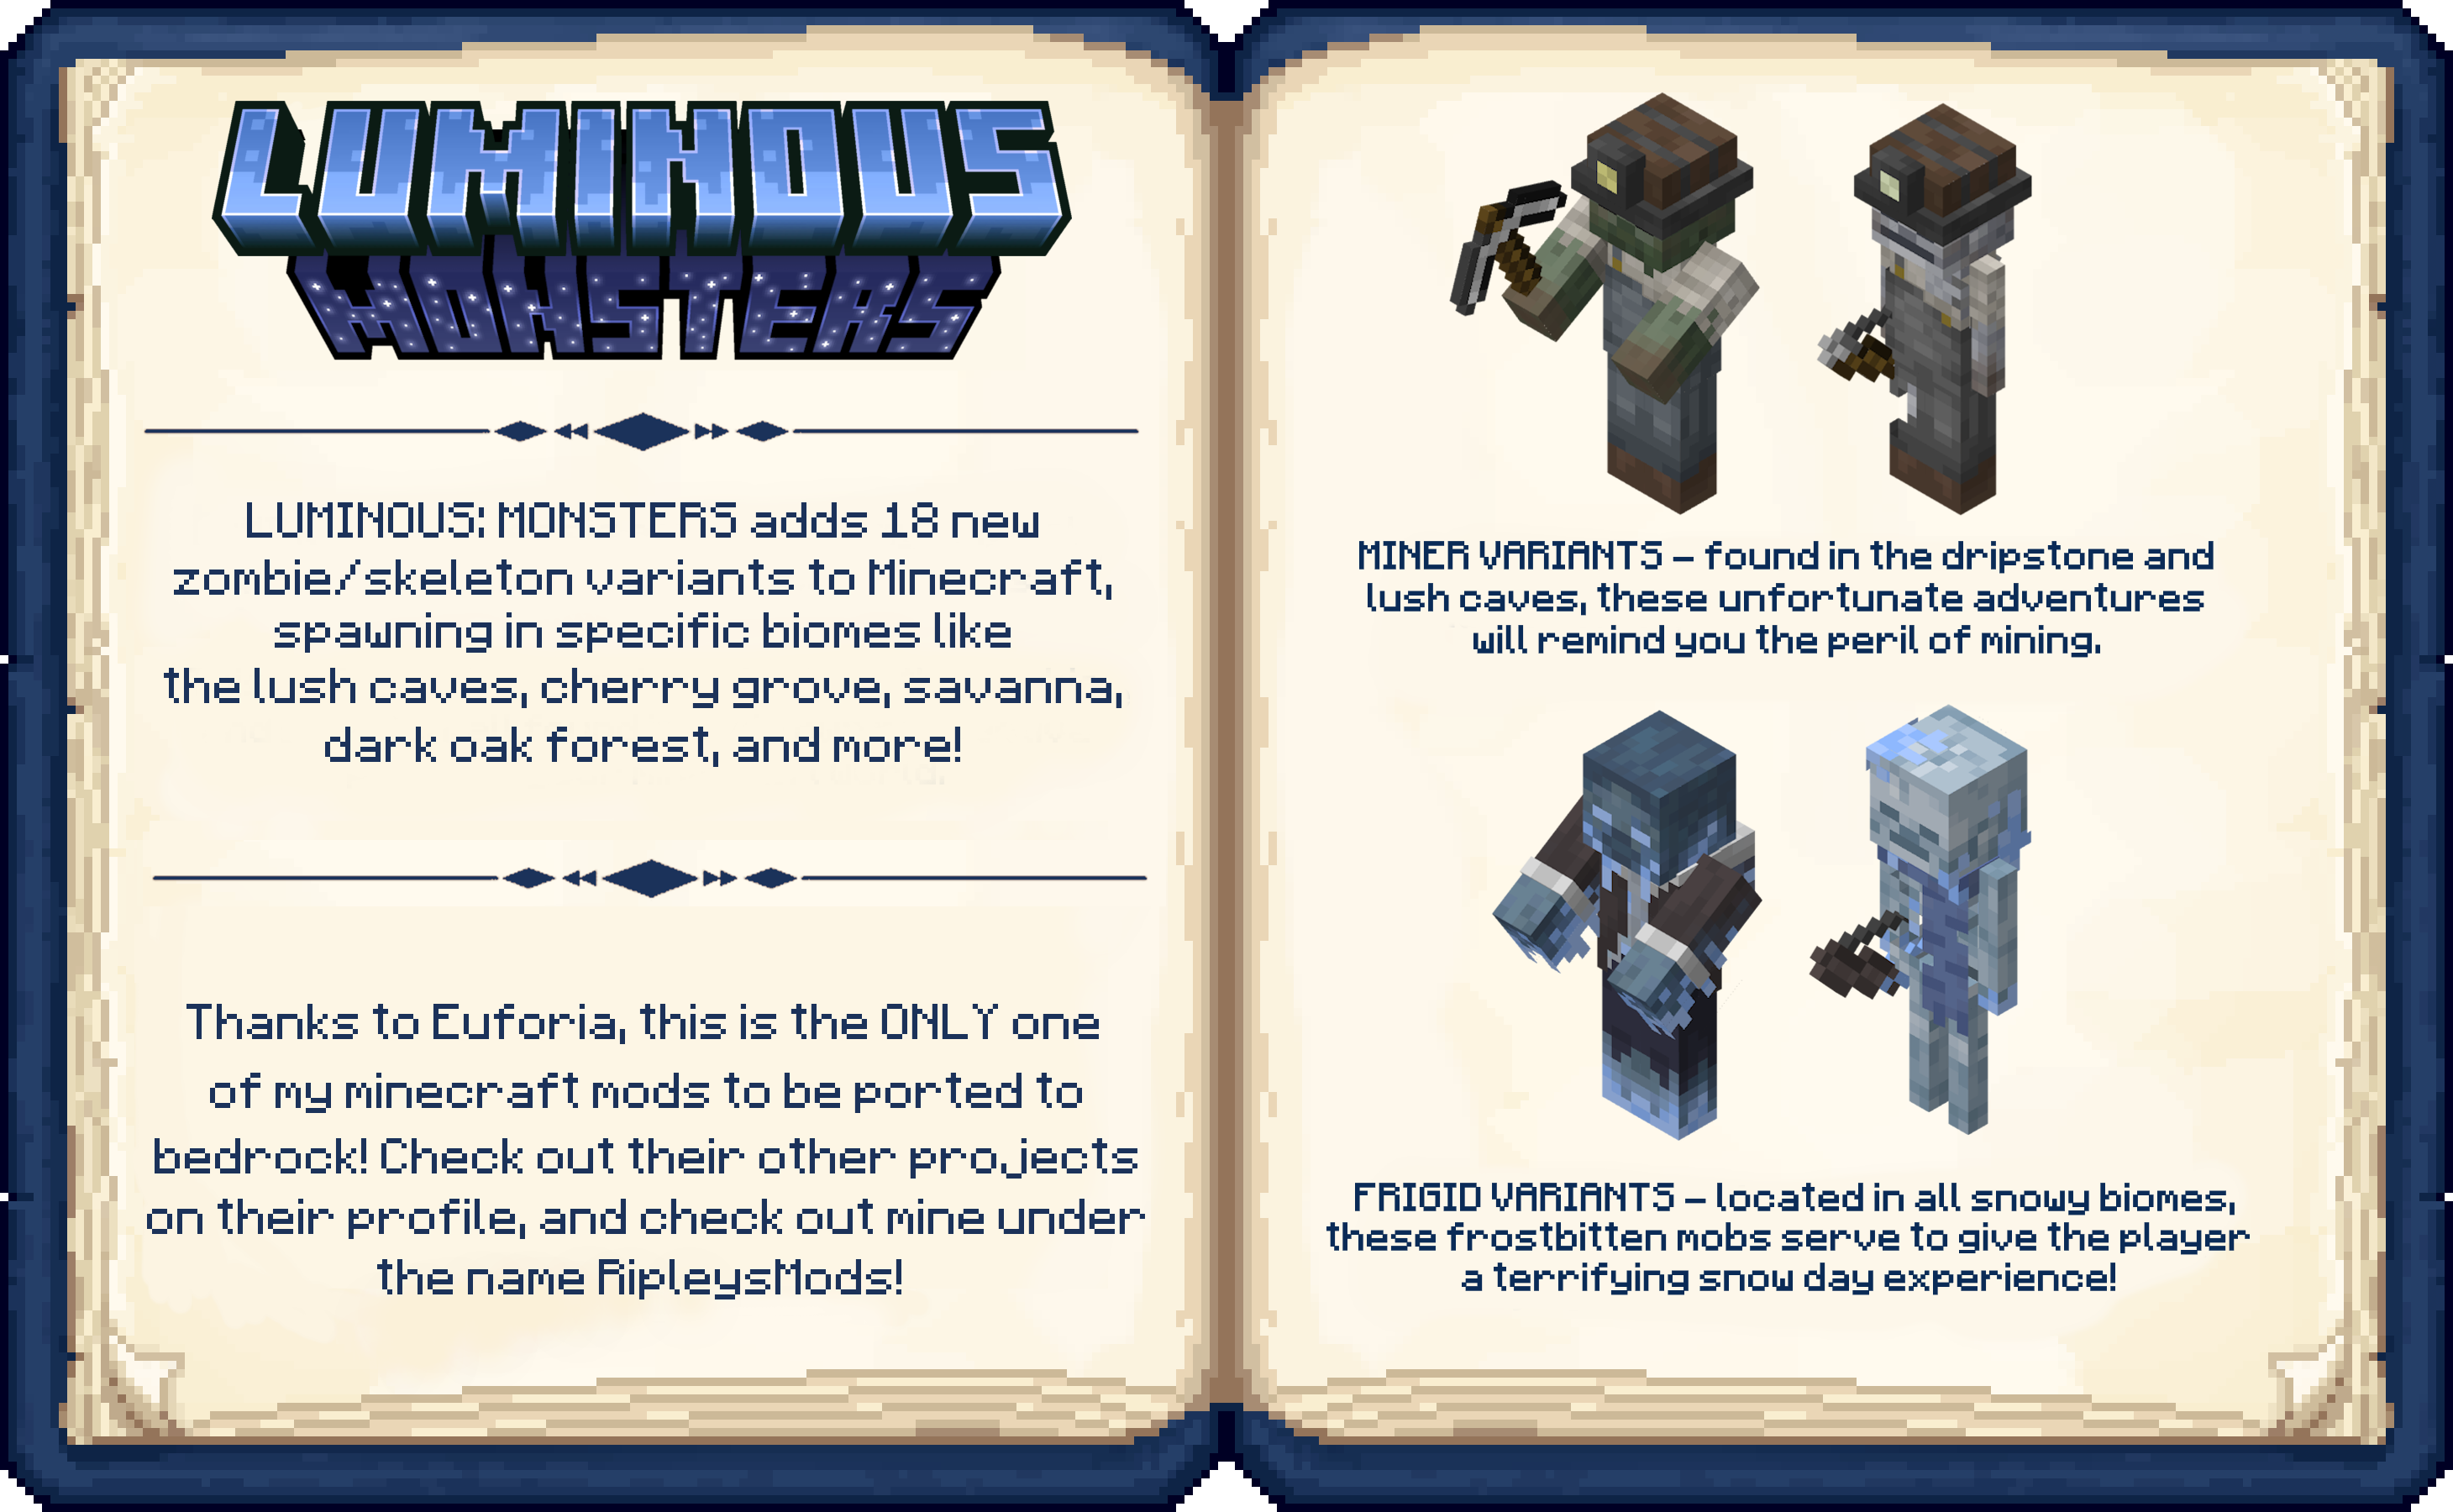 LUMINOUS
MONSTERS
LUMINOUS: MONSTERS adds 18 new
zombie/skeleton variants to Minecraft,
spawning in specific biomes like
the lush caves, cherry grove, savanna,
dark oak forest, and more!
Thanks to Euforia, this is the ONLY one
of my minecraft mods to be ported to
bedrock! Check out their other projects
on their profile, and check out mine under
the name RipleysMods!
MINER VARIANTS – found in the dripstone and
lush caves, these unfortunate adventures
will remind you the peril of mining.
FRIGID VARIANTS – located in all snowy biomes,
these frostbitten mobs serve to give the player
a terrifying snow day experience!